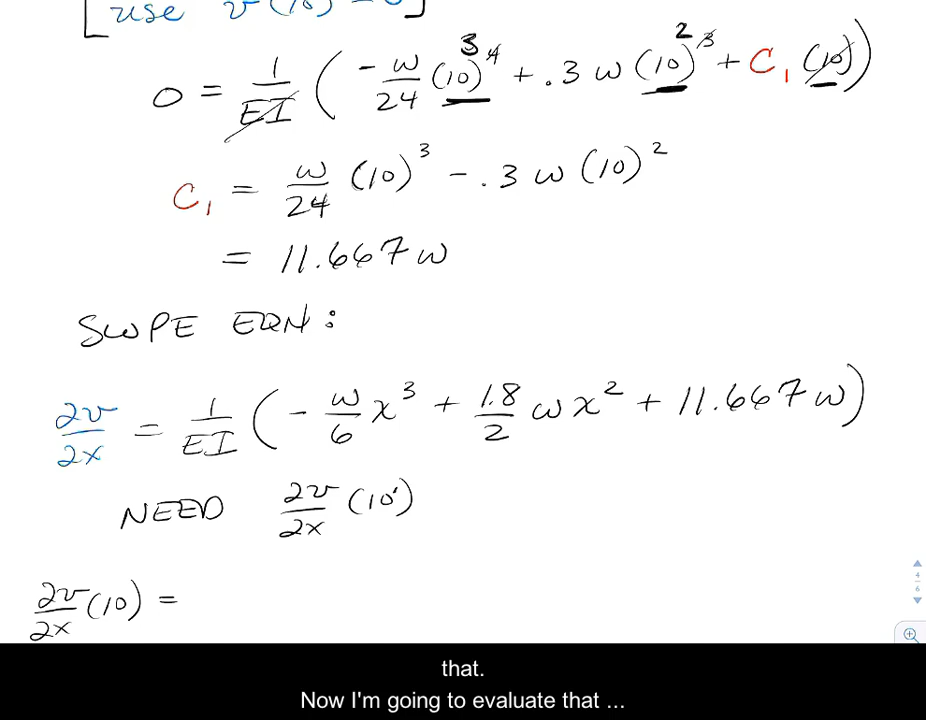 [use v(10) = 0]
0 = 1/EI ( -w/24 (10)^4 3 + .3 w (10)^3 2 + C1 (10) )
C1 = w/24 (10)^3 - .3 w (10)^2
= 11.667 w
SLOPE EQN:
∂v/∂x = 1/EI ( -w/6 x^3 + 1.8/2 w x^2 + 11.667 w )
NEED ∂v/∂x (10')
∂v/∂x (10) =
4
6
that.
Now I'm going to evaluate that ...